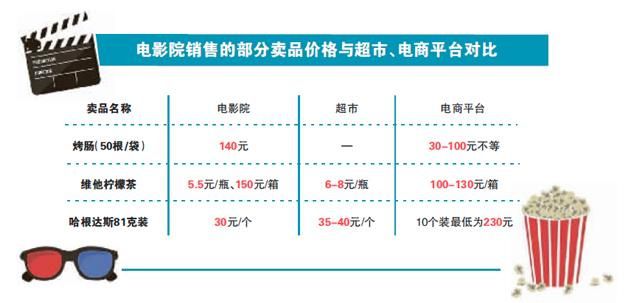 电影院销售的部分卖品价格与超市、电商平台对比
卖品名称 电影院 超市 电商平台
烤肠(50根/袋) 140元 — 30-100元不等
维他柠檬茶 5.5元/瓶、150元/箱 6-8元/瓶 100-130元/箱
哈根达斯81克装 30元/个 35-40元/个 10个装最低为230元